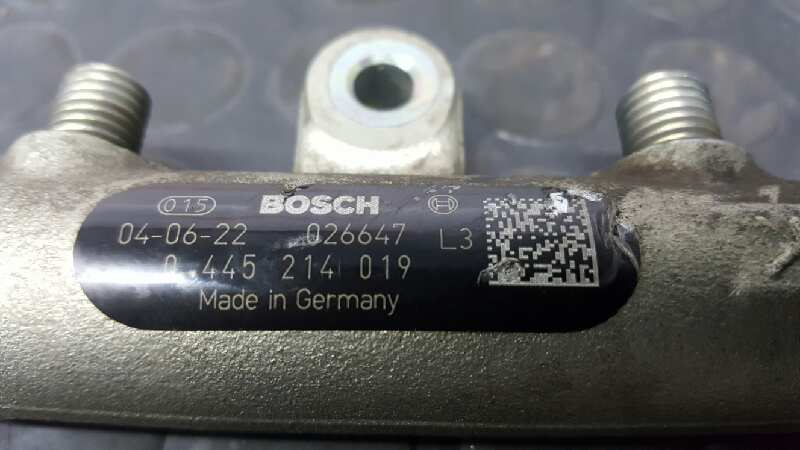 015 BOSCH
04-06-22 026647 L3
0 445 214 019
Made in Germany